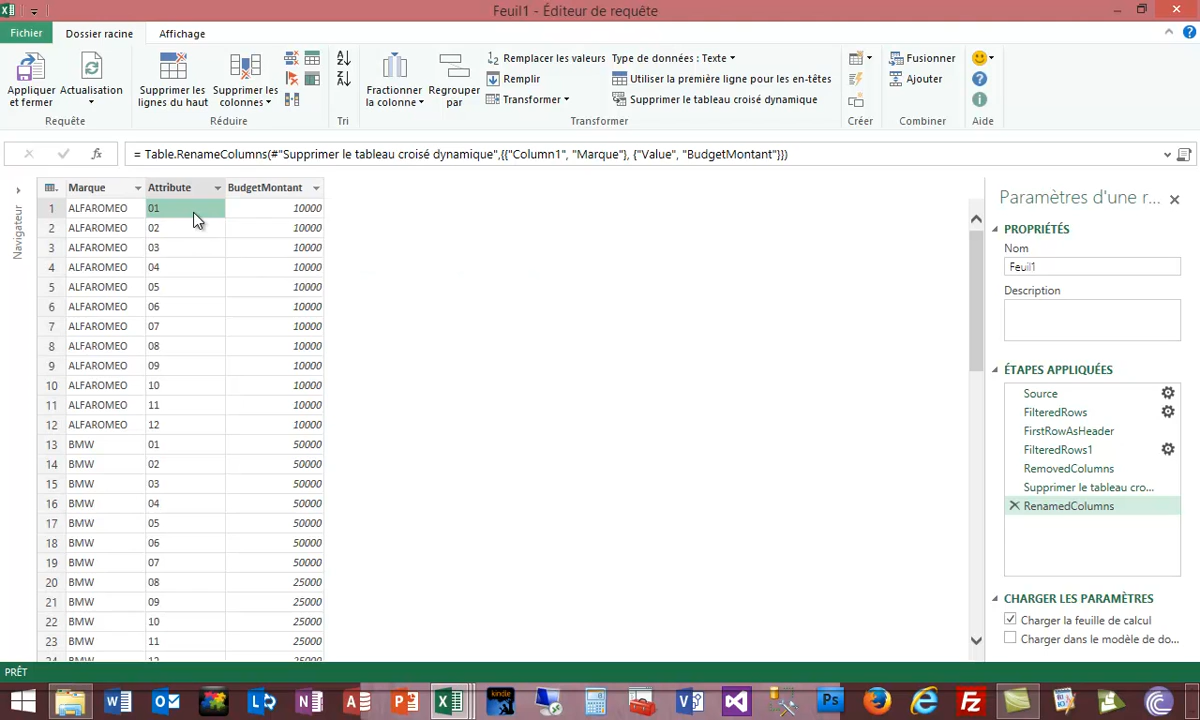 Feuil1 - Éditeur de requête
Fichier
Dossier racine
Affichage
Appliquer et fermer
Actualisation
Supprimer les lignes du haut
Supprimer les colonnes
Fractionner la colonne
Regrouper par
Remplacer les valeurs
Remplir
Transformer
Type de données : Texte
Utiliser la première ligne pour les en-têtes
Supprimer le tableau croisé dynamique
Fusionner
Ajouter
Requête
Réduire
Tri
Transformer
Créer
Combiner
Aide
fx
= Table.RenameColumns(#"Supprimer le tableau croisé dynamique",{{"Column1", "Marque"}, {"Value", "BudgetMontant"}})
Navigateur
Marque Attribute BudgetMontant
1 ALFAROMEO 01 10000
2 ALFAROMEO 02 10000
3 ALFAROMEO 03 10000
4 ALFAROMEO 04 10000
5 ALFAROMEO 05 10000
6 ALFAROMEO 06 10000
7 ALFAROMEO 07 10000
8 ALFAROMEO 08 10000
9 ALFAROMEO 09 10000
10 ALFAROMEO 10 10000
11 ALFAROMEO 11 10000
12 ALFAROMEO 12 10000
13 BMW 01 50000
14 BMW 02 50000
15 BMW 03 50000
16 BMW 04 50000
17 BMW 05 50000
18 BMW 06 50000
19 BMW 07 50000
20 BMW 08 25000
21 BMW 09 25000
22 BMW 10 25000
23 BMW 11 25000
24 BMW 12 25000
Paramètres d'une r...
PROPRIÉTÉS
Nom
Feuil1
Description
ÉTAPES APPLIQUÉES
Source
FilteredRows
FirstRowAsHeader
FilteredRows1
RemovedColumns
Supprimer le tableau cro...
RenamedColumns
CHARGER LES PARAMÈTRES
Charger la feuille de calcul
Charger dans le modèle de do...
PRÊT
kindle